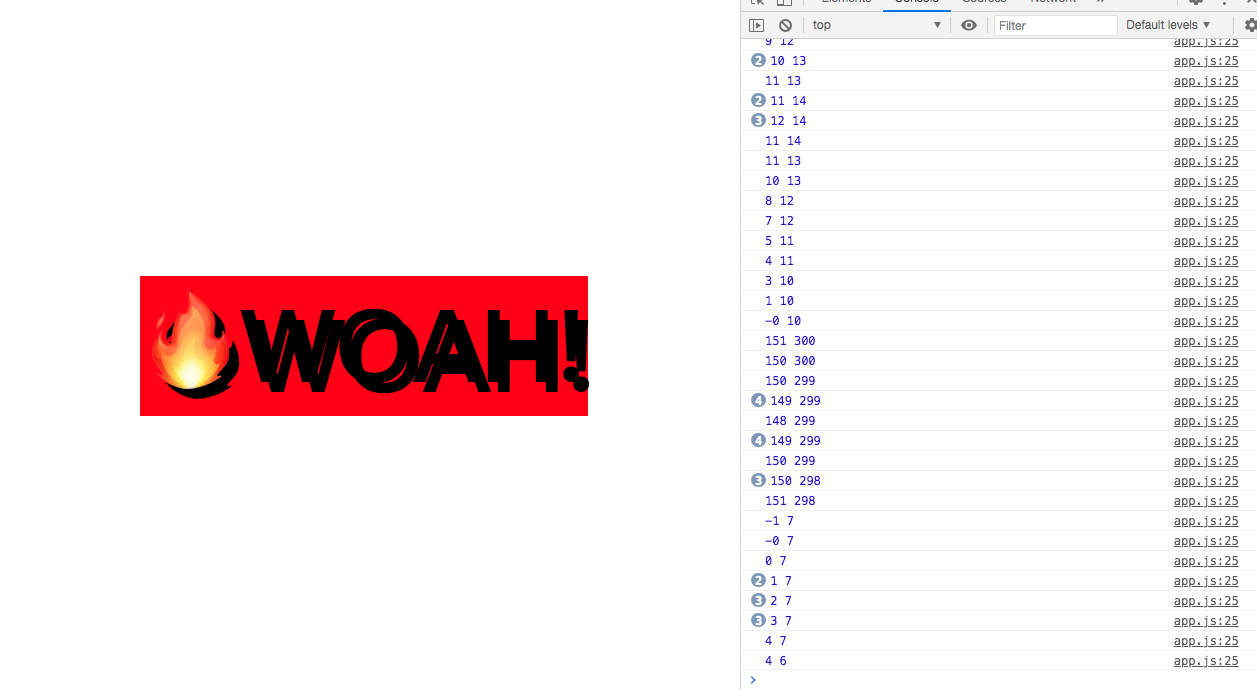 🔥WOAH!
Elements Console Sources Network »
top ▼ Filter Default levels ▼
9 12 app.js:25
2 10 13 app.js:25
11 13 app.js:25
2 11 14 app.js:25
3 12 14 app.js:25
11 14 app.js:25
11 13 app.js:25
10 13 app.js:25
8 12 app.js:25
7 12 app.js:25
5 11 app.js:25
4 11 app.js:25
3 10 app.js:25
1 10 app.js:25
-0 10 app.js:25
151 300 app.js:25
150 300 app.js:25
150 299 app.js:25
4 149 299 app.js:25
148 299 app.js:25
4 149 299 app.js:25
150 299 app.js:25
3 150 298 app.js:25
151 298 app.js:25
-1 7 app.js:25
-0 7 app.js:25
0 7 app.js:25
2 1 7 app.js:25
3 2 7 app.js:25
3 3 7 app.js:25
4 7 app.js:25
4 6 app.js:25
>